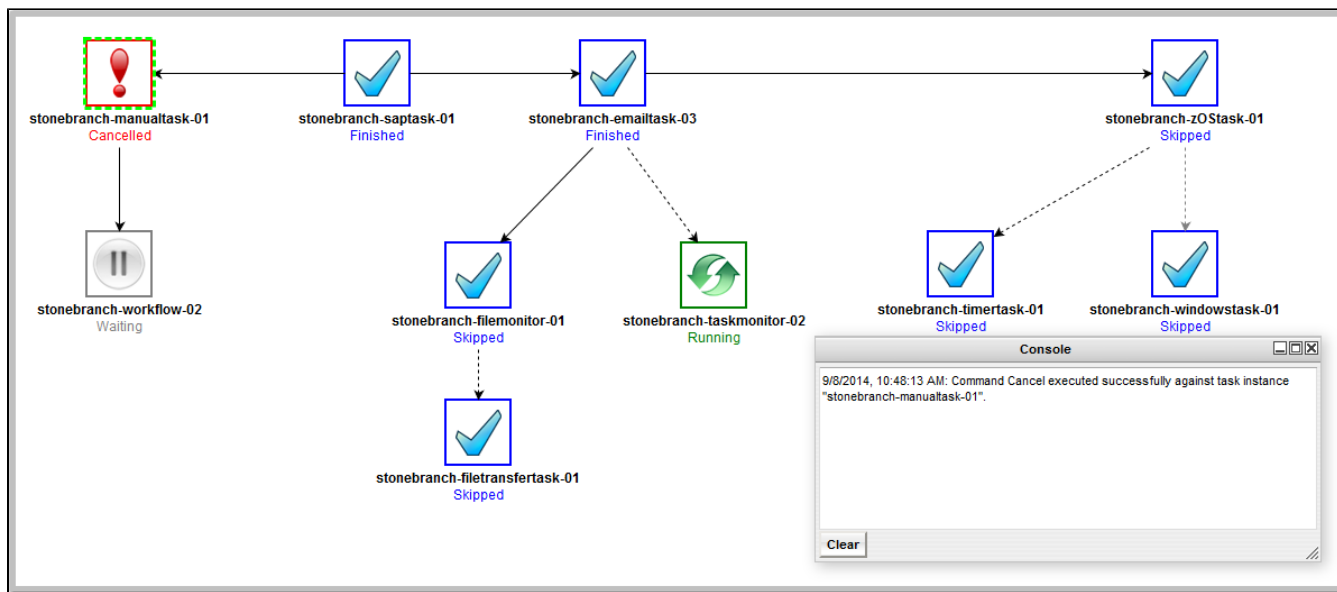 stonebranch-manualtask-01
Cancelled
stonebranch-saptask-01
Finished
stonebranch-emailtask-03
Finished
stonebranch-zOStask-01
Skipped
stonebranch-workflow-02
Waiting
stonebranch-filemonitor-01
Skipped
stonebranch-taskmonitor-02
Running
stonebranch-timertask-01
Skipped
stonebranch-windowstask-01
Skipped
stonebranch-filetransfertask-01
Skipped
Console
9/8/2014, 10:48:13 AM: Command Cancel executed successfully against task instance
"stonebranch-manualtask-01".
Clear